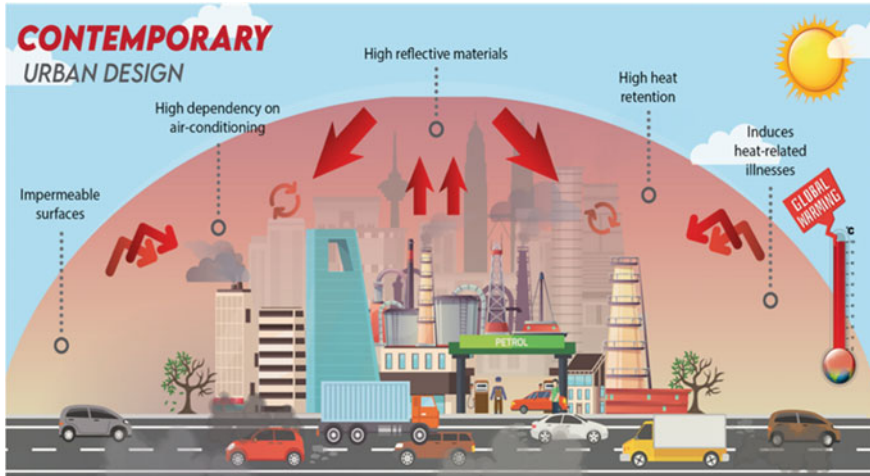 CONTEMPORARY
URBAN DESIGN
High reflective materials
High dependency on
air-conditioning
High heat
retention
Induces
heat-related
illnesses
Impermeable
surfaces
GLOBAL
WARMING
°C
PETROL